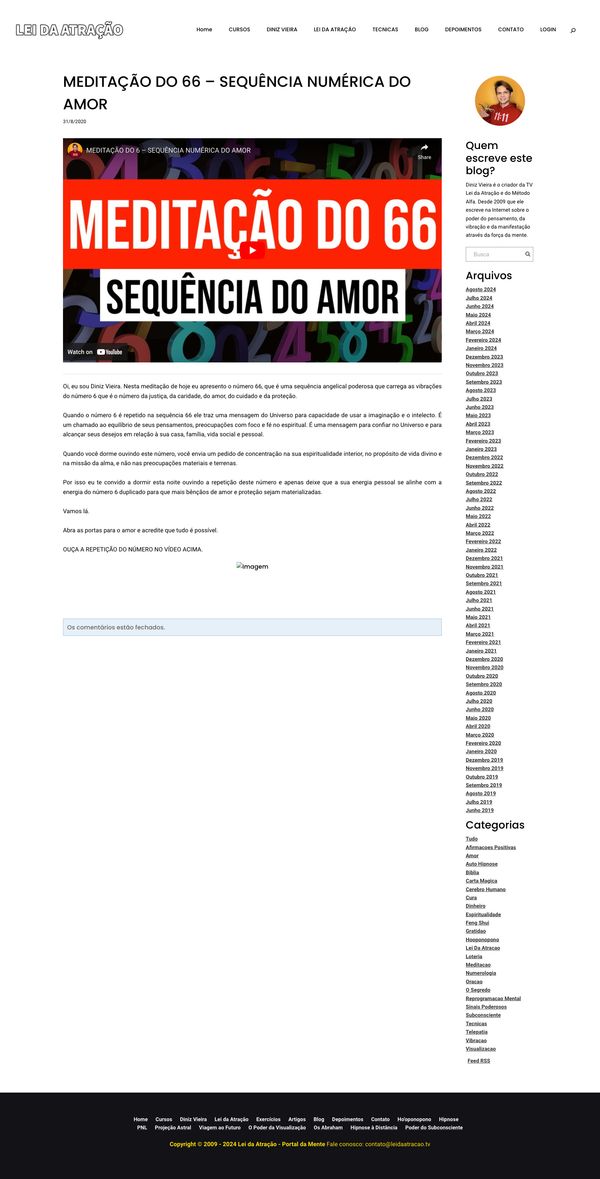 LEI DA ATRAÇÃO
Home CURSOS DINIZ VIEIRA LEI DA ATRAÇÃO TECNICAS BLOG DEPOIMENTOS CONTATO LOGIN
MEDITAÇÃO DO 66 – SEQUÊNCIA NUMÉRICA DO
AMOR
31/8/2020
MEDITAÇÃO DO 6 – SEQUÊNCIA NUMÉRICA DO AMOR
Share
MEDITAÇÃO DO 66
SEQUÊNCIA DO AMOR
Watch on YouTube
Oi, eu sou Diniz Vieira. Nesta meditação de hoje eu apresento o número 66, que é uma sequência angelical poderosa que carrega as vibrações
do número 6 que é o número da justiça, da caridade, do amor, do cuidado e da proteção.
Quando o número 6 é repetido na sequência 66 ele traz uma mensagem do Universo para capacidade de usar a imaginação e o intelecto. É
um chamado ao equilíbrio de seus pensamentos, preocupações com foco e fé no espiritual. É uma mensagem para confiar no Universo e para
alcançar seus desejos em relação à sua casa, família, vida social e pessoal.
Quando você dorme ouvindo este número, você envia um pedido de concentração na sua espiritualidade interior, no propósito de vida divino e
na missão da alma, e não nas preocupações materiais e terrenas.
Por isso eu te convido a dormir esta noite ouvindo a repetição deste número e apenas deixe que a sua energia pessoal se alinhe com a
energia do número 6 duplicado para que mais bênçãos de amor e proteção sejam materializadas.
Vamos lá.
Abra as portas para o amor e acredite que tudo é possível.
OUÇA A REPETIÇÃO DO NÚMERO NO VÍDEO ACIMA.
imagem
Os comentários estão fechados.
11:11
Quem
escreve este
blog?
Diniz Vieira é o criador da TV
Lei da Atração e do Método
Alfa. Desde 2009 que ele
escreve na Internet sobre o
poder do pensamento, da
vibração e da manifestação
através da força da mente.
Busca
Arquivos
Agosto 2024
Julho 2024
Junho 2024
Maio 2024
Abril 2024
Março 2024
Fevereiro 2024
Janeiro 2024
Dezembro 2023
Novembro 2023
Outubro 2023
Setembro 2023
Agosto 2023
Julho 2023
Junho 2023
Maio 2023
Abril 2023
Março 2023
Fevereiro 2023
Janeiro 2023
Dezembro 2022
Novembro 2022
Outubro 2022
Setembro 2022
Agosto 2022
Julho 2022
Junho 2022
Maio 2022
Abril 2022
Março 2022
Fevereiro 2022
Janeiro 2022
Dezembro 2021
Novembro 2021
Outubro 2021
Setembro 2021
Agosto 2021
Julho 2021
Junho 2021
Maio 2021
Abril 2021
Março 2021
Fevereiro 2021
Janeiro 2021
Dezembro 2020
Novembro 2020
Outubro 2020
Setembro 2020
Agosto 2020
Julho 2020
Junho 2020
Maio 2020
Abril 2020
Março 2020
Fevereiro 2020
Janeiro 2020
Dezembro 2019
Novembro 2019
Outubro 2019
Setembro 2019
Agosto 2019
Julho 2019
Junho 2019
Categorias
Tudo
Afirmacoes Positivas
Amor
Auto Hipnose
Biblia
Carta Magica
Cerebro Humano
Cura
Dinheiro
Espiritualidade
Feng Shui
Gratidao
Hooponopono
Lei Da Atracao
Loteria
Meditacao
Numerologia
Oracao
O Segredo
Reprogramacao Mental
Sinais Poderosos
Subconsciente
Tecnicas
Telepatia
Vibracao
Visualizacao
Feed RSS
Home Cursos Diniz Vieira Lei da Atração Exercícios Artigos Blog Depoimentos Contato Ho'oponopono Hipnose
PNL Projeção Astral Viagem ao Futuro O Poder da Visualização Os Abraham Hipnose à Distância Poder do Subconsciente
Copyright © 2009 - 2024 Lei da Atração - Portal da Mente Fale conosco: contato@leidaatracao.tv